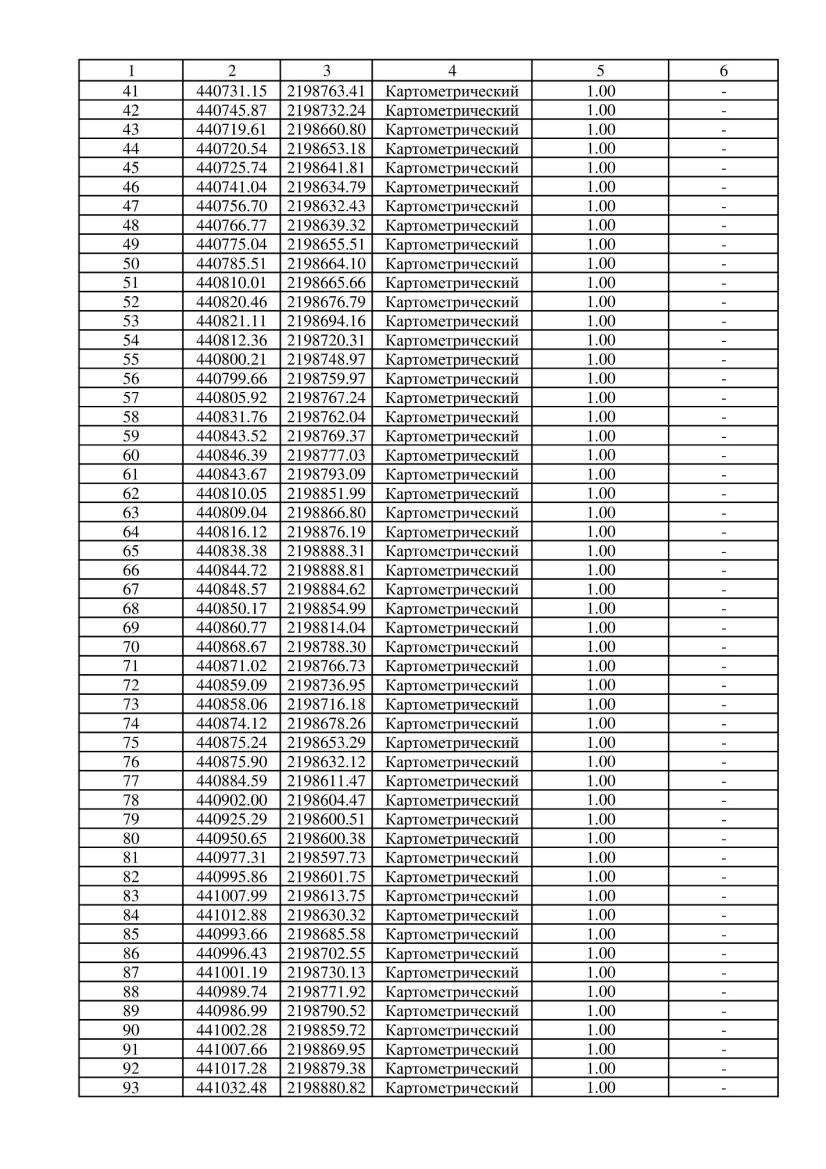 1 2 3 4 5 6
41 440731.15 2198763.41 Картометрический 1.00 -
42 440745.87 2198732.24 Картометрический 1.00 -
43 440719.61 2198660.80 Картометрический 1.00 -
44 440720.54 2198653.18 Картометрический 1.00 -
45 440725.74 2198641.81 Картометрический 1.00 -
46 440741.04 2198634.79 Картометрический 1.00 -
47 440756.70 2198632.43 Картометрический 1.00 -
48 440766.77 2198639.32 Картометрический 1.00 -
49 440775.04 2198655.51 Картометрический 1.00 -
50 440785.51 2198664.10 Картометрический 1.00 -
51 440810.01 2198665.66 Картометрический 1.00 -
52 440820.46 2198676.79 Картометрический 1.00 -
53 440821.11 2198694.16 Картометрический 1.00 -
54 440812.36 2198720.31 Картометрический 1.00 -
55 440800.21 2198748.97 Картометрический 1.00 -
56 440799.66 2198759.97 Картометрический 1.00 -
57 440805.92 2198767.24 Картометрический 1.00 -
58 440831.76 2198762.04 Картометрический 1.00 -
59 440843.52 2198769.37 Картометрический 1.00 -
60 440846.39 2198777.03 Картометрический 1.00 -
61 440843.67 2198793.09 Картометрический 1.00 -
62 440810.05 2198851.99 Картометрический 1.00 -
63 440809.04 2198866.80 Картометрический 1.00 -
64 440816.12 2198876.19 Картометрический 1.00 -
65 440838.38 2198888.31 Картометрический 1.00 -
66 440844.72 2198888.81 Картометрический 1.00 -
67 440848.57 2198884.62 Картометрический 1.00 -
68 440850.17 2198854.99 Картометрический 1.00 -
69 440860.77 2198814.04 Картометрический 1.00 -
70 440868.67 2198788.30 Картометрический 1.00 -
71 440871.02 2198766.73 Картометрический 1.00 -
72 440859.09 2198736.95 Картометрический 1.00 -
73 440858.06 2198716.18 Картометрический 1.00 -
74 440874.12 2198678.26 Картометрический 1.00 -
75 440875.24 2198653.29 Картометрический 1.00 -
76 440875.90 2198632.12 Картометрический 1.00 -
77 440884.59 2198611.47 Картометрический 1.00 -
78 440902.00 2198604.47 Картометрический 1.00 -
79 440925.29 2198600.51 Картометрический 1.00 -
80 440950.65 2198600.38 Картометрический 1.00 -
81 440977.31 2198597.73 Картометрический 1.00 -
82 440995.86 2198601.75 Картометрический 1.00 -
83 441007.99 2198613.75 Картометрический 1.00 -
84 441012.88 2198630.32 Картометрический 1.00 -
85 440993.66 2198685.58 Картометрический 1.00 -
86 440996.43 2198702.55 Картометрический 1.00 -
87 441001.19 2198730.13 Картометрический 1.00 -
88 440989.74 2198771.92 Картометрический 1.00 -
89 440986.99 2198790.52 Картометрический 1.00 -
90 441002.28 2198859.72 Картометрический 1.00 -
91 441007.66 2198869.95 Картометрический 1.00 -
92 441017.28 2198879.38 Картометрический 1.00 -
93 441032.48 2198880.82 Картометрический 1.00 -